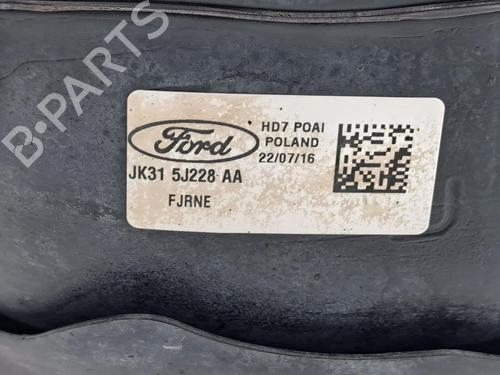 B-PARTS
Ford
HD7 POAI
POLAND
22/07/16
JK31 5J228 AA
FJRNE